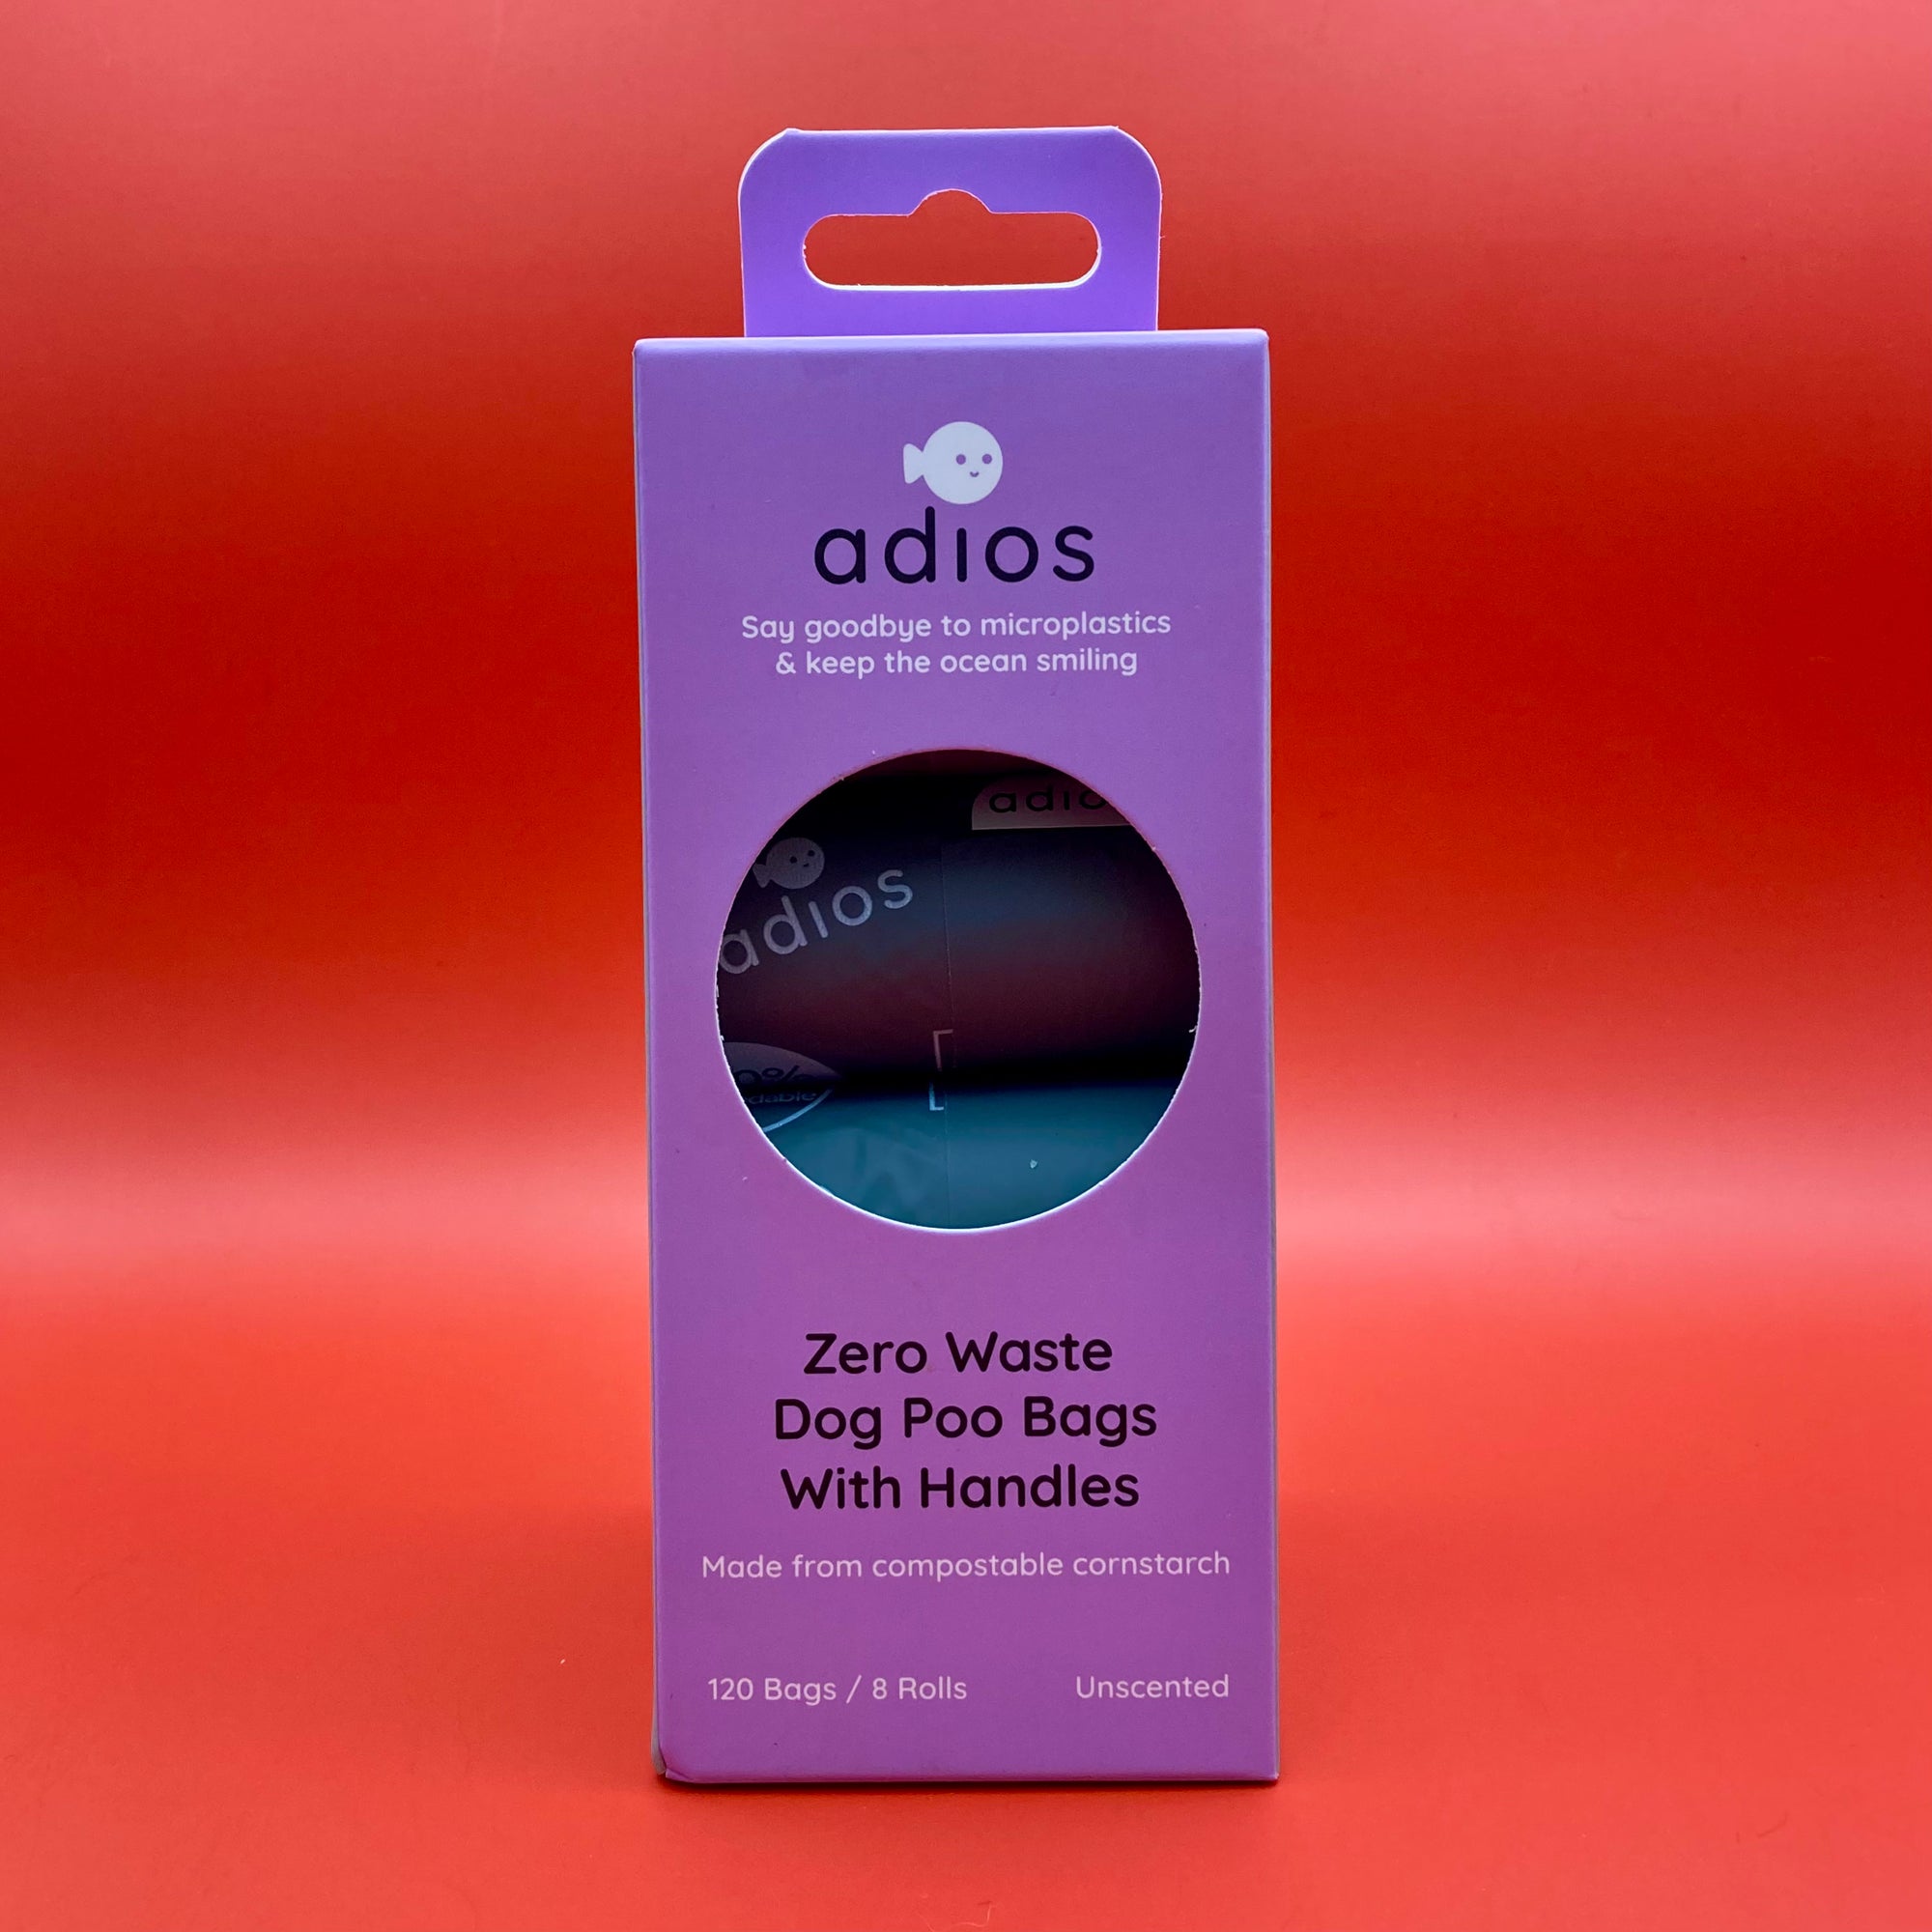 adios
Say goodbye to microplastics
& keep the ocean smiling
adios
Zero Waste
Dog Poo Bags
With Handles
Made from compostable cornstarch
120 Bags / 8 Rolls
Unscented